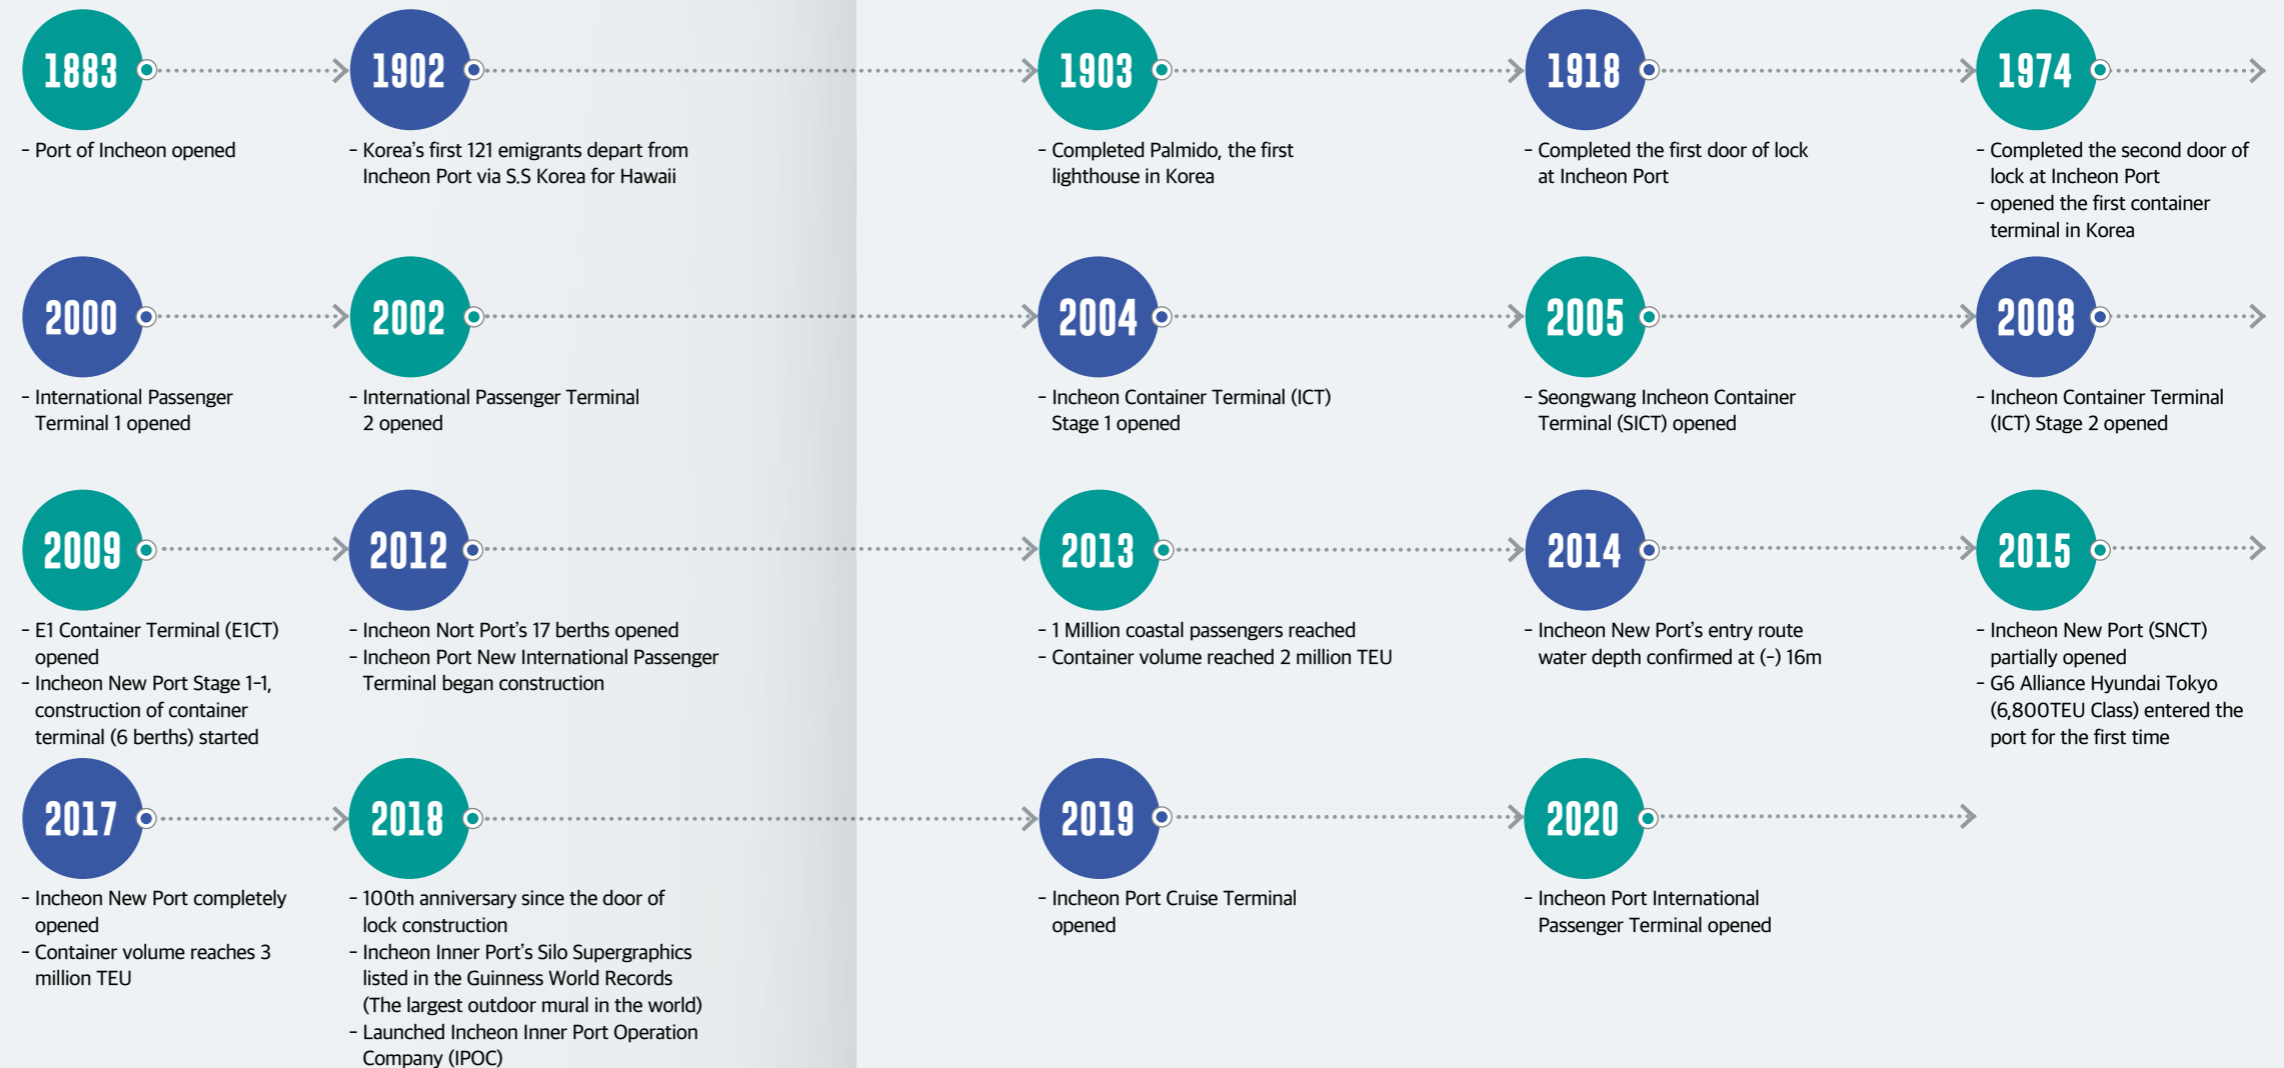 1883
- Port of Incheon opened
1902
- Korea's first 121 emigrants depart from
Incheon Port via S.S Korea for Hawaii
1903
- Completed Palmido, the first
lighthouse in Korea
1918
- Completed the first door of lock
at Incheon Port
1974
- Completed the second door of
lock at Incheon Port
- opened the first container
terminal in Korea
2000
- International Passenger
Terminal 1 opened
2002
- International Passenger Terminal
2 opened
2004
- Incheon Container Terminal (ICT)
Stage 1 opened
2005
- Seongwang Incheon Container
Terminal (SICT) opened
2008
- Incheon Container Terminal
(ICT) Stage 2 opened
2009
- E1 Container Terminal (E1CT)
opened
- Incheon New Port Stage 1-1,
construction of container
terminal (6 berths) started
2012
- Incheon Nort Port's 17 berths opened
- Incheon Port New International Passenger
Terminal began construction
2013
- 1 Million coastal passengers reached
- Container volume reached 2 million TEU
2014
- Incheon New Port's entry route
water depth confirmed at (-) 16m
2015
- Incheon New Port (SNCT)
partially opened
- G6 Alliance Hyundai Tokyo
(6,800TEU Class) entered the
port for the first time
2017
- Incheon New Port completely
opened
- Container volume reaches 3
million TEU
2018
- 100th anniversary since the door of
lock construction
- Incheon Inner Port's Silo Supergraphics
listed in the Guinness World Records
(The largest outdoor mural in the world)
- Launched Incheon Inner Port Operation
Company (IPOC)
2019
- Incheon Port Cruise Terminal
opened
2020
- Incheon Port International
Passenger Terminal opened